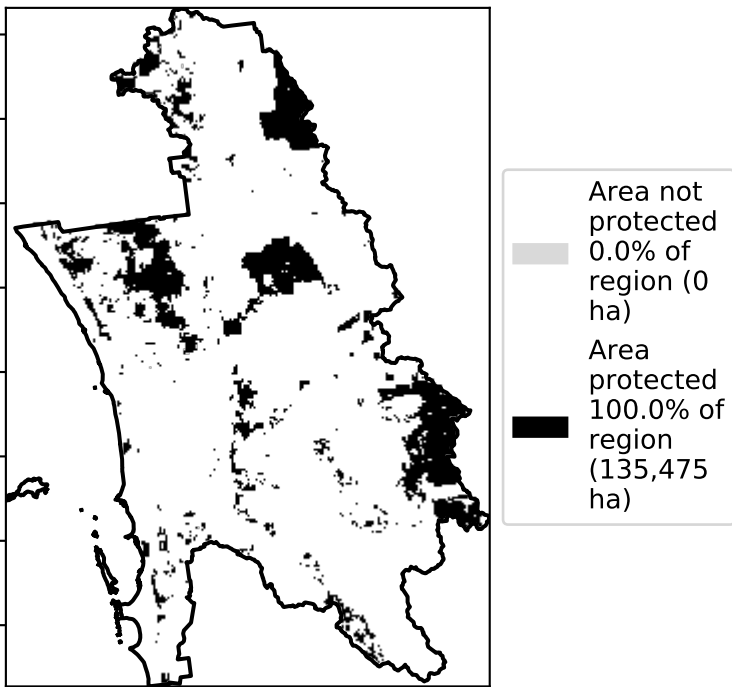 Area not
protected
0.0% of
region (0
ha)
Area
protected
100.0% of
region
(135,475
ha)